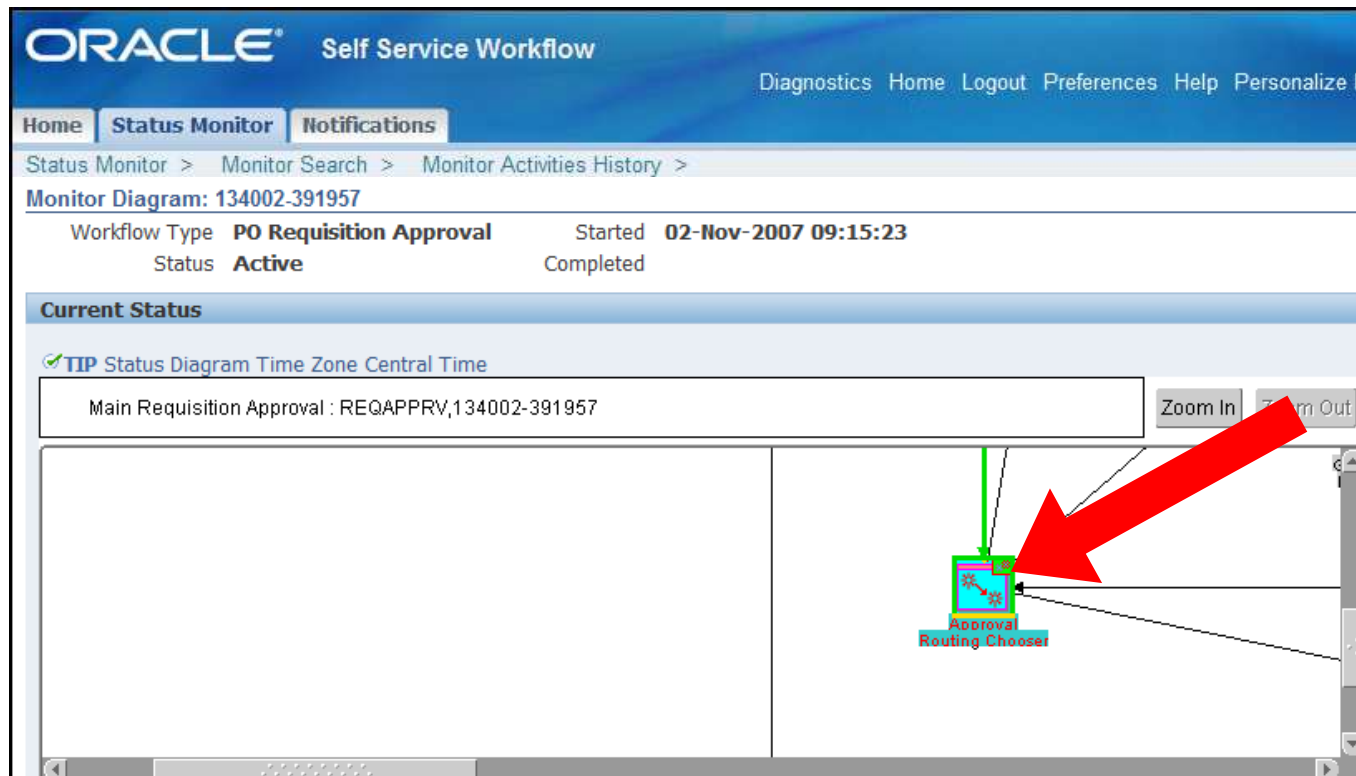 ORACLE® Self Service Workflow
Diagnostics Home Logout Preferences Help Personalize
Home Status Monitor Notifications
Status Monitor > Monitor Search > Monitor Activities History >
Monitor Diagram: 134002-391957
Workflow Type PO Requisition Approval Started 02-Nov-2007 09:15:23
Status Active Completed
Current Status
TIP Status Diagram Time Zone Central Time
Main Requisition Approval : REQAPPRV,134002-391957
Zoom In Zoom Out
Approval
Routing Chooser